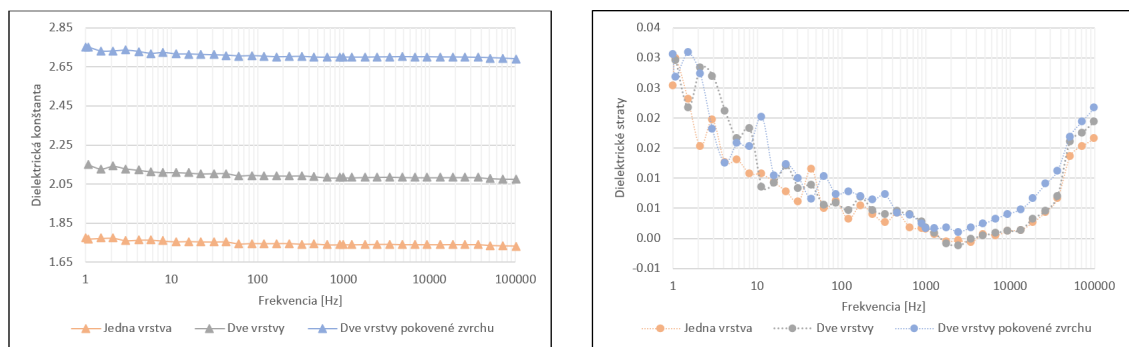 2.85
2.65
2.45
2.25
2.05
1.85
1.65
Dielektrická konštanta
1 10 100 1000 10000 100000
Frekvencia [Hz]
Jedna vrstva Dve vrstvy Dve vrstvy pokovené zvrchu
0.04
0.03
0.03
0.02
0.02
0.01
0.01
0.00
-0.01
Dielektrické straty
1 10 100 1000 10000 100000
Frekvencia [Hz]
Jedna vrstva Dve vrstvy Dve vrstvy pokovené zvrchu